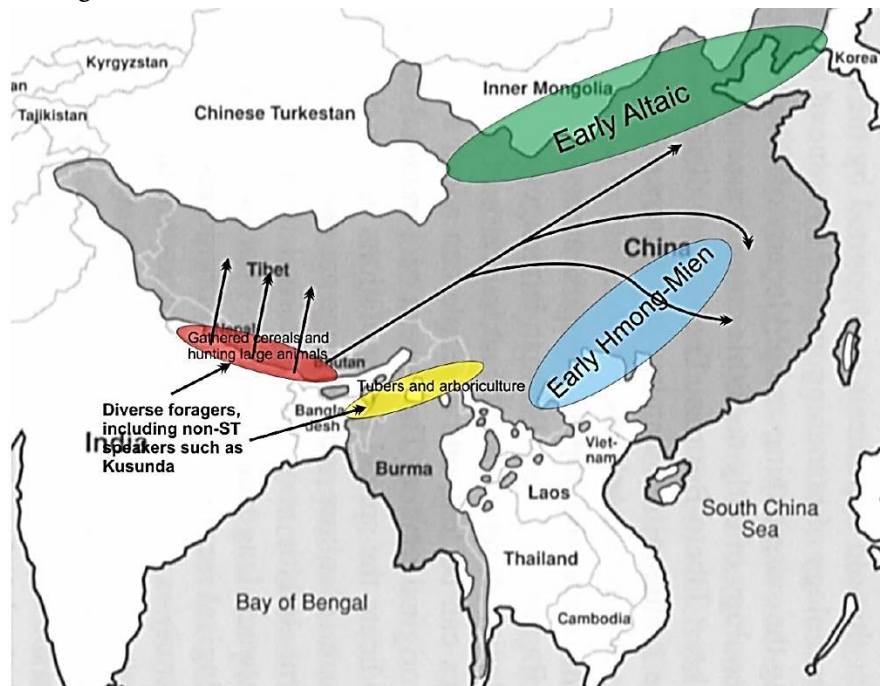 Kyrgyzstan
an
Tajikistan
Chinese Turkestan
Inner Mongolia
Korea
Early Altaic
Tibet
China
Early Hmong-Mien
Gathered cereals and
hunting large animals
Bhutan
Tubers and arboriculture
Diverse foragers,
including non-ST
speakers such as
Kusunda
India
Bangla
desh
Burma
Viet-
nam
Laos
South China
Sea
Thailand
Bay of Bengal
Cambodia